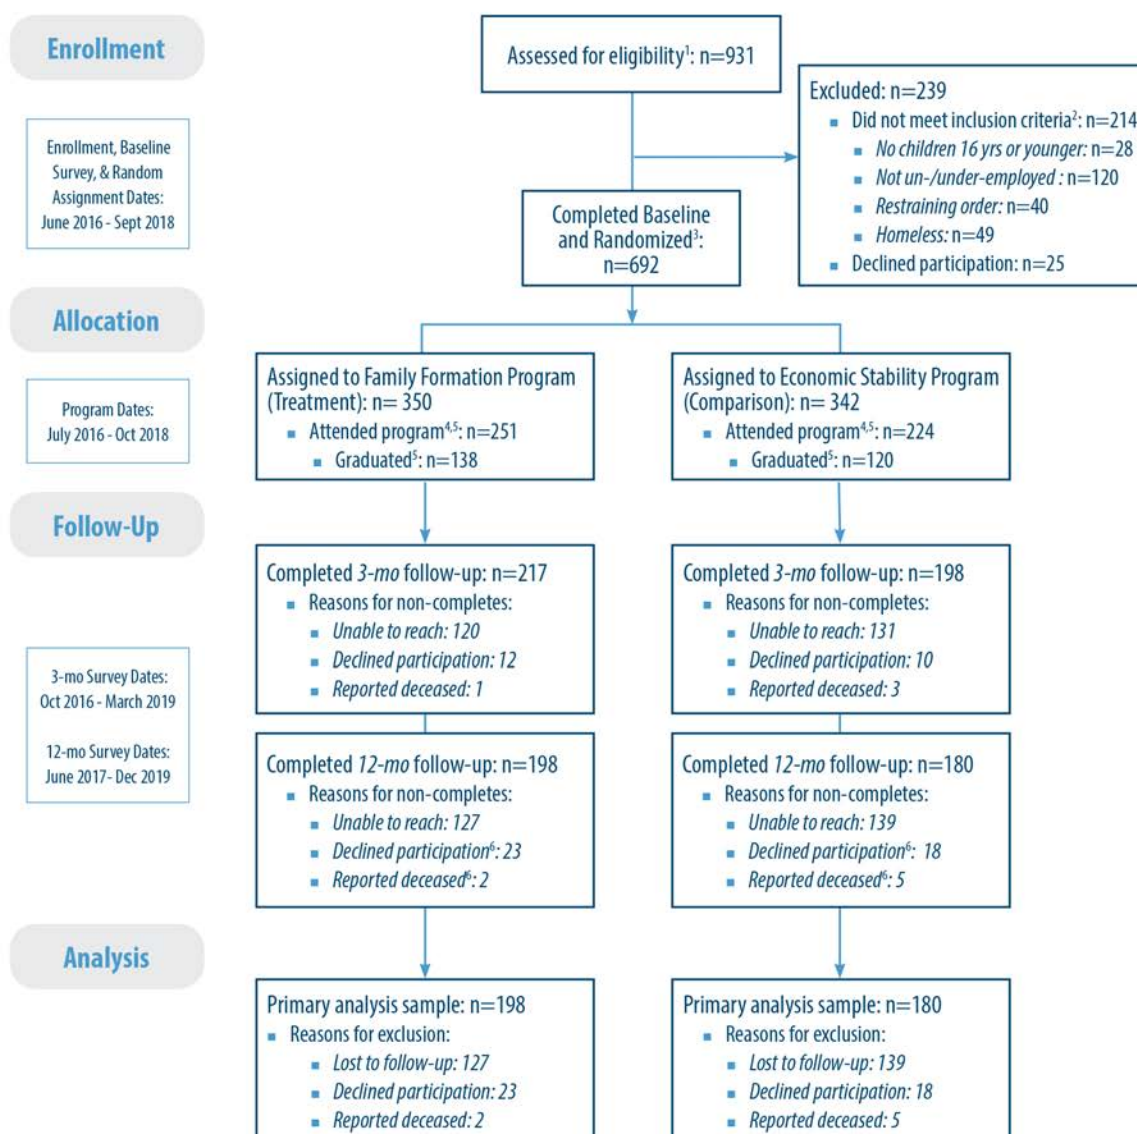 Enrollment
Assessed for eligibility¹: n=931
Excluded: n=239
Did not meet inclusion criteria²: n=214
No children 16 yrs or younger: n=28
Not un-/under-employed : n=120
Restraining order: n=40
Homeless: n=49
Declined participation: n=25
Enrollment, Baseline
Survey, & Random
Assignment Dates:
June 2016 - Sept 2018
Completed Baseline
and Randomized³:
n=692
Allocation
Assigned to Family Formation Program
(Treatment): n= 350
Attended program⁴,⁵: n=251
Graduated⁵: n=138
Assigned to Economic Stability Program
(Comparison): n= 342
Attended program⁴,⁵: n=224
Graduated⁵: n=120
Program Dates:
July 2016 - Oct 2018
Follow-Up
Completed 3-mo follow-up: n=217
Reasons for non-completes:
Unable to reach: 120
Declined participation: 12
Reported deceased: 1
Completed 3-mo follow-up: n=198
Reasons for non-completes:
Unable to reach: 131
Declined participation: 10
Reported deceased: 3
3-mo Survey Dates:
Oct 2016 - March 2019
12-mo Survey Dates:
June 2017- Dec 2019
Completed 12-mo follow-up: n=198
Reasons for non-completes:
Unable to reach: 127
Declined participation⁶: 23
Reported deceased⁶: 2
Completed 12-mo follow-up: n=180
Reasons for non-completes:
Unable to reach: 139
Declined participation⁶: 18
Reported deceased⁶: 5
Analysis
Primary analysis sample: n=198
Reasons for exclusion:
Lost to follow-up: 127
Declined participation: 23
Reported deceased: 2
Primary analysis sample: n=180
Reasons for exclusion:
Lost to follow-up: 139
Declined participation: 18
Reported deceased: 5